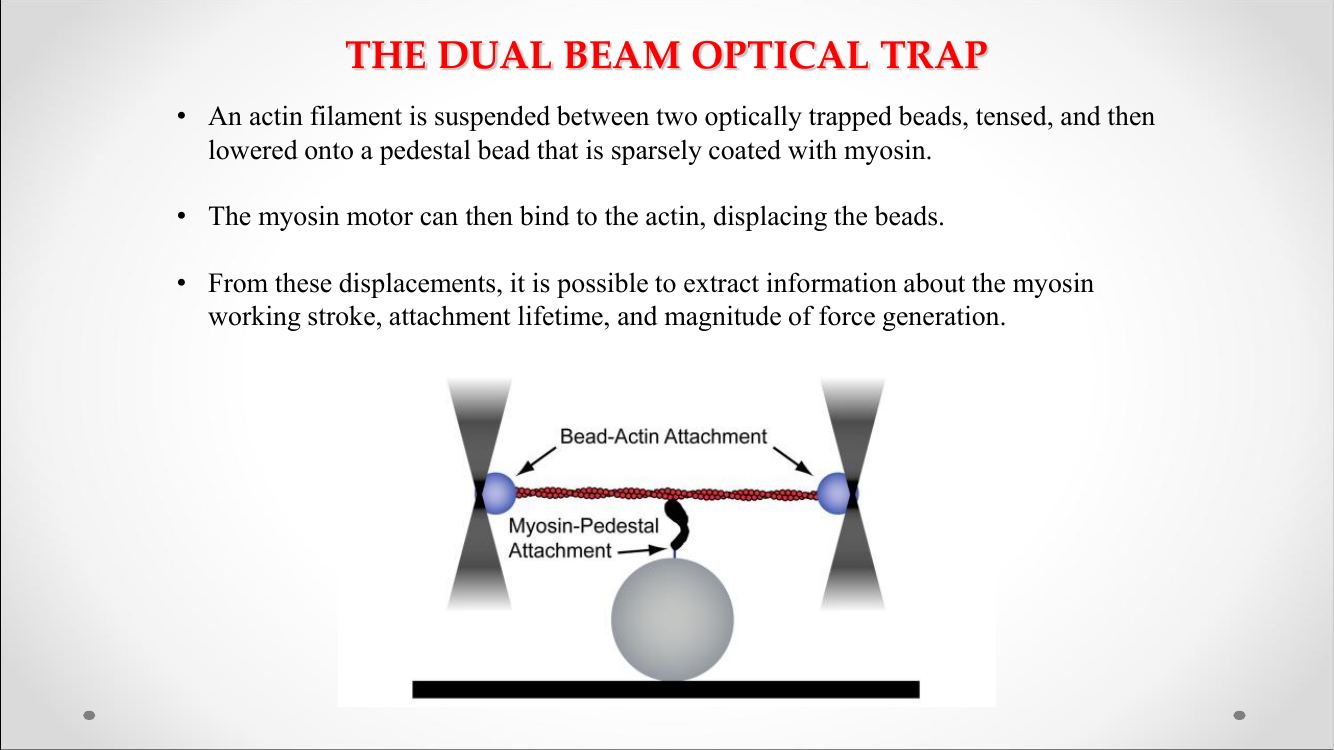 THE DUAL BEAM OPTICAL TRAP
• An actin filament is suspended between two optically trapped beads, tensed, and then
lowered onto a pedestal bead that is sparsely coated with myosin.
• The myosin motor can then bind to the actin, displacing the beads.
• From these displacements, it is possible to extract information about the myosin
working stroke, attachment lifetime, and magnitude of force generation.
Bead-Actin Attachment
Myosin-Pedestal
Attachment